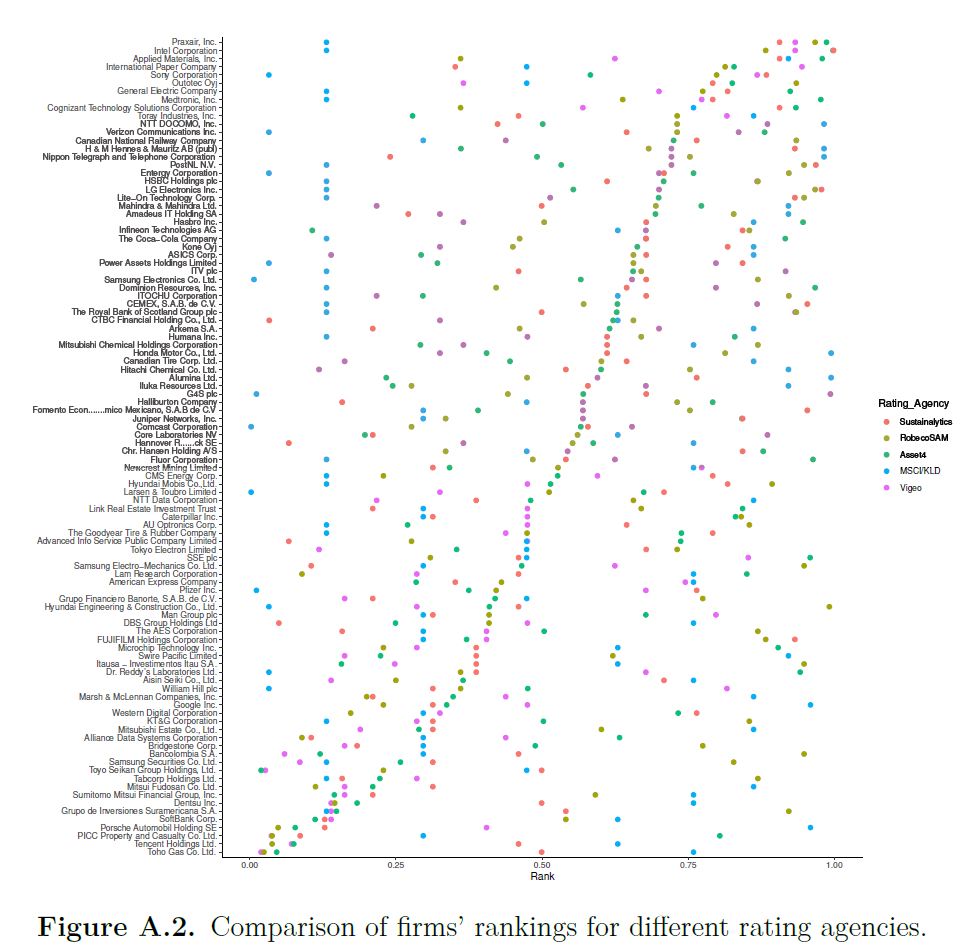 Praxair, Inc.
Intel Corporation
Applied Materials, Inc.
International Paper Company
Sony Corporation
Outotec Oyj
General Electric Company
Medtronic, Inc.
Cognizant Technology Solutions Corporation
Toray Industries, Inc.
NTT DOCOMO, Inc.
Verizon Communications Inc.
Canadian National Railway Company
H & M Hennes & Mauritz AB (publ)
Nippon Telegraph and Telephone Corporation
PostNL N.V.
Entergy Corporation
HSBC Holdings plc
LG Electronics Inc.
Lite−On Technology Corp.
Mahindra & Mahindra Ltd.
Amadeus IT Holding SA
Hasbro Inc.
Infineon Technologies AG
The Coca−Cola Company
Kone Oyj
ASICS Corp.
Power Assets Holdings Limited
ITV plc
Samsung Electronics Co. Ltd.
Dominion Resources, Inc.
ITOCHU Corporation
CEMEX, S.A.B. de C.V.
The Royal Bank of Scotland Group plc
CTBC Financial Holding Co., Ltd.
Arkema S.A.
Humana Inc.
Mitsubishi Chemical Holdings Corporation
Honda Motor Co., Ltd.
Canadian Tire Corp. Ltd.
Hitachi Chemical Co. Ltd.
Alumina Ltd.
Iluka Resources Ltd.
G4S plc
Halliburton Company
Fomento Econ.......mico Mexicano, S.A.B de C.V
Juniper Networks, Inc.
Comcast Corporation
Core Laboratories NV
Hannover R......ck SE
Chr. Hansen Holding A/S
Fluor Corporation
Newcrest Mining Limited
CMS Energy Corp.
Hyundai Mobis Co., Ltd.
Larsen & Toubro Limited
NTT Data Corporation
Link Real Estate Investment Trust
Caterpillar Inc.
AU Optronics Corp.
The Goodyear Tire & Rubber Company
Advanced Info Service Public Company Limited
Tokyo Electron Limited
SSE plc
Samsung Electro−Mechanics Co. Ltd.
Lam Research Corporation
American Express Company
Pfizer Inc.
Grupo Financiero Banorte, S.A.B. de C.V.
Hyundai Engineering & Construction Co., Ltd.
Man Group plc
DBS Group Holdings Ltd
The AES Corporation
FUJIFILM Holdings Corporation
Microchip Technology Inc.
Swire Pacific Limited
Itausa − Investimentos Itau S.A.
Dr. Reddy's Laboratories Ltd.
Aisin Seiki Co., Ltd.
William Hill plc
Marsh & McLennan Companies, Inc.
Google Inc.
Western Digital Corporation
KT&G Corporation
Mitsubishi Estate Co., Ltd.
Alliance Data Systems Corporation
Bridgestone Corp.
Bancolombia S.A.
Samsung Securities Co. Ltd.
Toyo Seikan Group Holdings, Ltd.
Tabcorp Holdings Ltd.
Mitsui Fudosan Co. Ltd.
Sumitomo Mitsui Financial Group, Inc.
Dentsu Inc.
Grupo de Inversiones Suramericana S.A.
SoftBank Corp.
Porsche Automobil Holding SE
PICC Property and Casualty Co. Ltd.
Tencent Holdings Ltd.
Toho Gas Co. Ltd.
0.00 0.25 0.50 0.75 1.00
Rank
Rating_Agency
Sustainalytics
RobecoSAM
Asset4
MSCI/KLD
Vigeo
Figure A.2. Comparison of firms' rankings for different rating agencies.